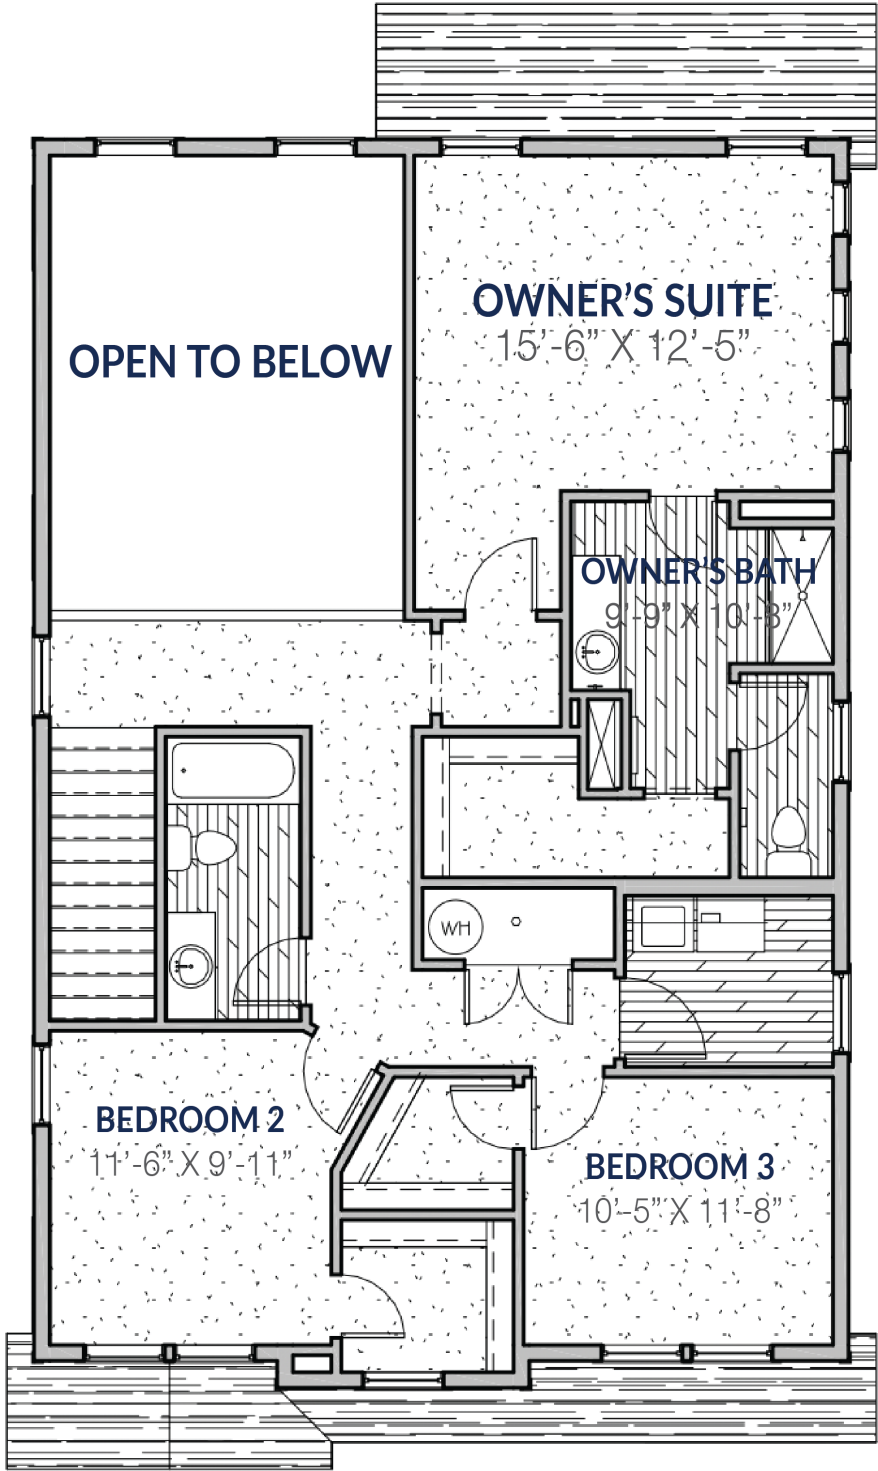 OWNER’S SUITE
15’-6” X 12’-5”
OPEN TO BELOW
OWNER’S BATH
9’-9” X 10’-8”
WH
BEDROOM 2
11’-6” X 9’-11”
BEDROOM 3
10’-5” X 11’-8”